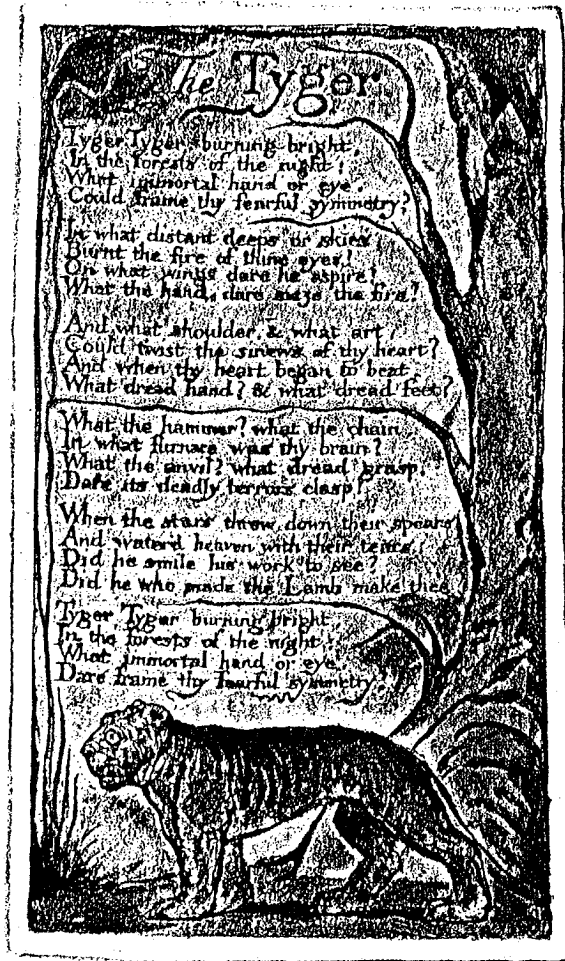 The Tyger
Tyger Tyger burning bright,
In the forests of the night;
What immortal hand or eye,
Could frame thy fearful symmetry?
In what distant deeps or skies,
Burnt the fire of thine eyes?
On what wings dare he aspire?
What the hand, dare sieze the fire?
And what shoulder, & what art,
Could twist the sinews of thy heart?
And when thy heart began to beat,
What dread hand? & what dread feet?
What the hammer? what the chain,
In what furnace was thy brain?
What the anvil? what dread grasp,
Dare its deadly terrors clasp!
When the stars threw down their spears
And water'd heaven with their tears:
Did he smile his work to see?
Did he who made the Lamb make thee?
Tyger Tyger burning bright,
In the forests of the night:
What immortal hand or eye,
Dare frame thy fearful symmetry?